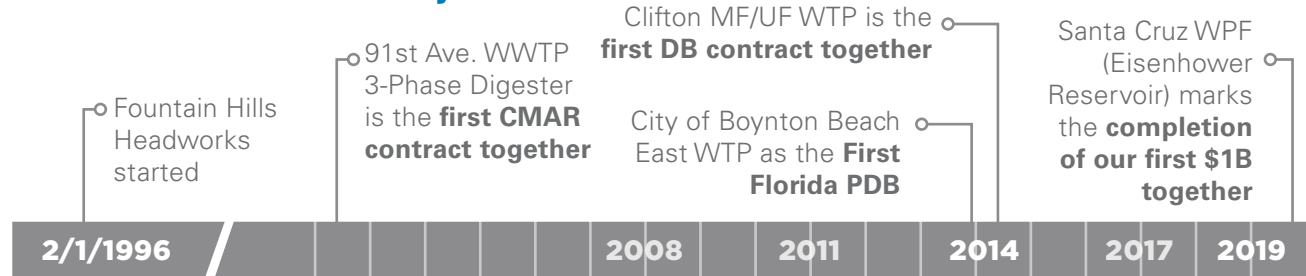 Fountain Hills
Headworks
started
91st Ave. WWTP
3-Phase Digester
is the first CMAR
contract together
Clifton MF/UF WTP is the
first DB contract together
City of Boynton Beach
East WTP as the First
Florida PDB
Santa Cruz WPF
(Eisenhower
Reservoir) marks
the completion
of our first $1B
together
2/1/1996
2008
2011
2014
2017
2019